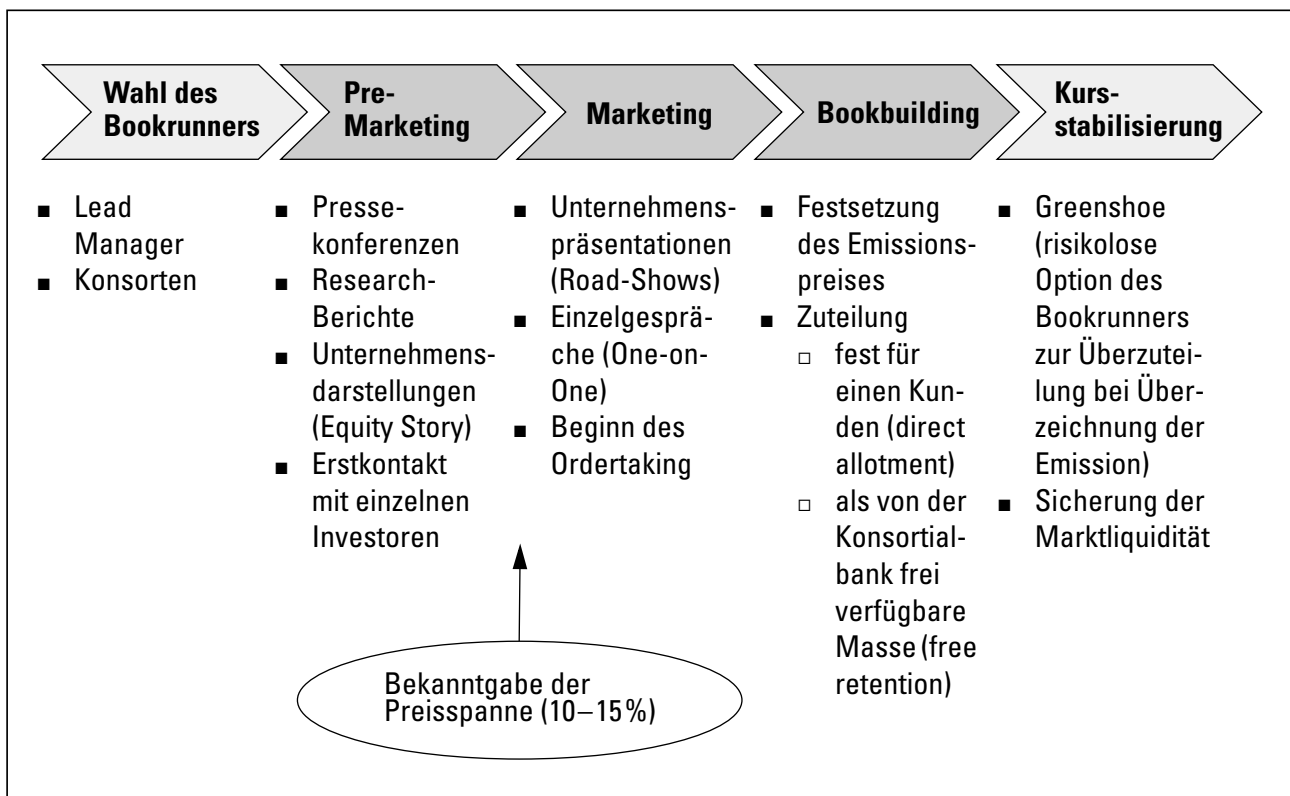 Wahl des
Bookrunners
Pre-
Marketing
Marketing
Bookbuilding
Kurs-
stabilisierung
■ Lead
Manager
■ Konsorten
■ Presse-
konferenzen
■ Research-
Berichte
■ Unternehmens-
darstellungen
(Equity Story)
■ Erstkontakt
mit einzelnen
Investoren
■ Unternehmens-
präsentationen
(Road-Shows)
■ Einzelgesprä-
che (One-on-
One)
■ Beginn des
Ordertaking
■ Festsetzung
des Emissions-
preises
■ Zuteilung
□ fest für
einen Kun-
den (direct
allotment)
□ als von der
Konsortial-
bank frei
verfügbare
Masse (free
retention)
■ Greenshoe
(risikolose
Option des
Bookrunners
zur Überzutei-
lung bei Über-
zeichnung der
Emission)
■ Sicherung der
Marktliquidität
Bekanntgabe der
Preisspanne (10–15%)